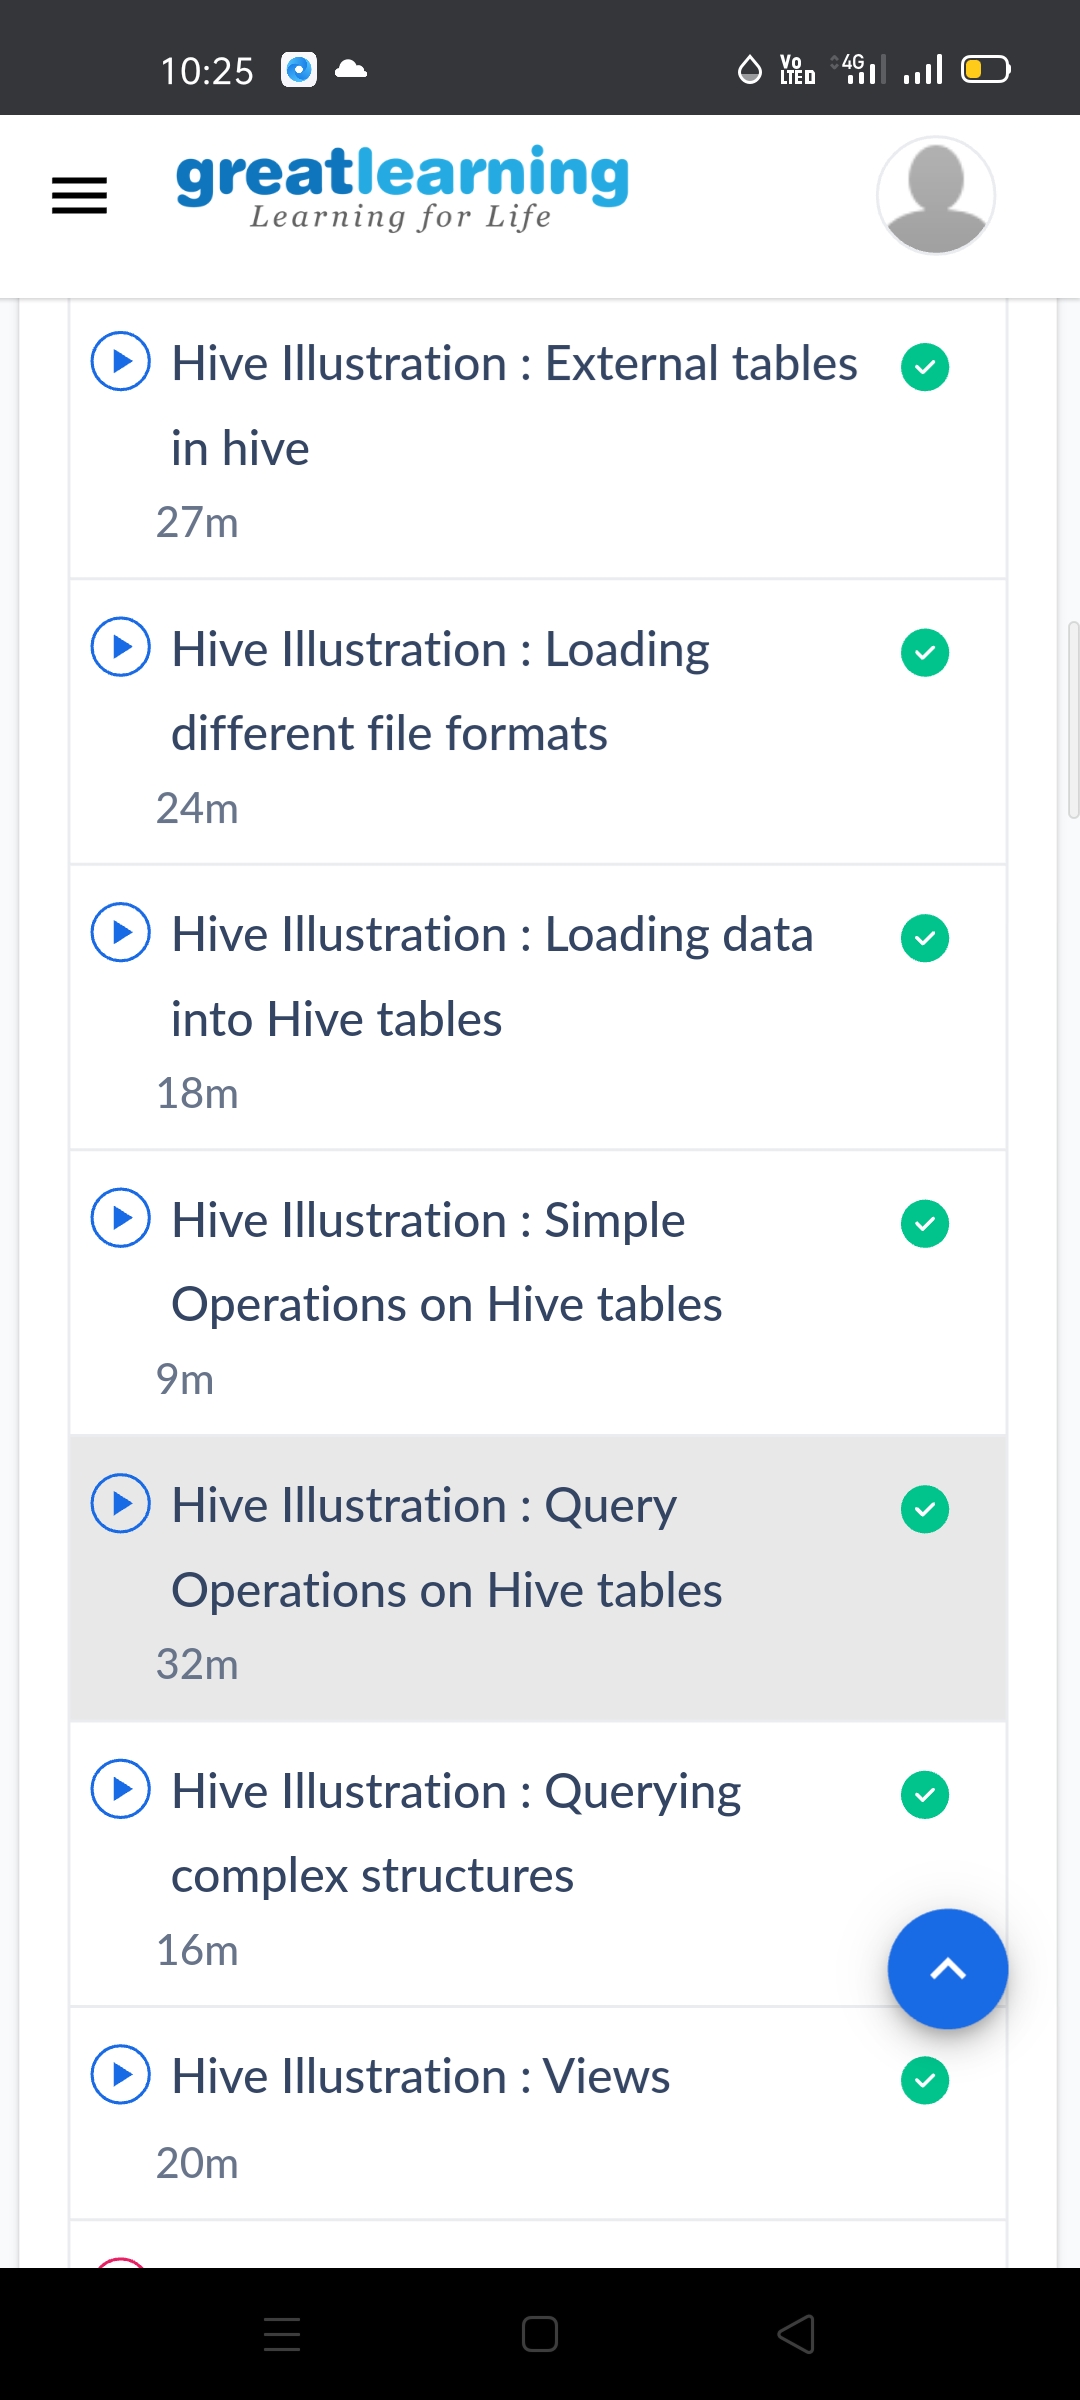 10:25
Vo LTE 4G
greatlearning
Learning for Life
Hive Illustration : External tables
in hive
27m
Hive Illustration : Loading
different file formats
24m
Hive Illustration : Loading data
into Hive tables
18m
Hive Illustration : Simple
Operations on Hive tables
9m
Hive Illustration : Query
Operations on Hive tables
32m
Hive Illustration : Querying
complex structures
16m
Hive Illustration : Views
20m